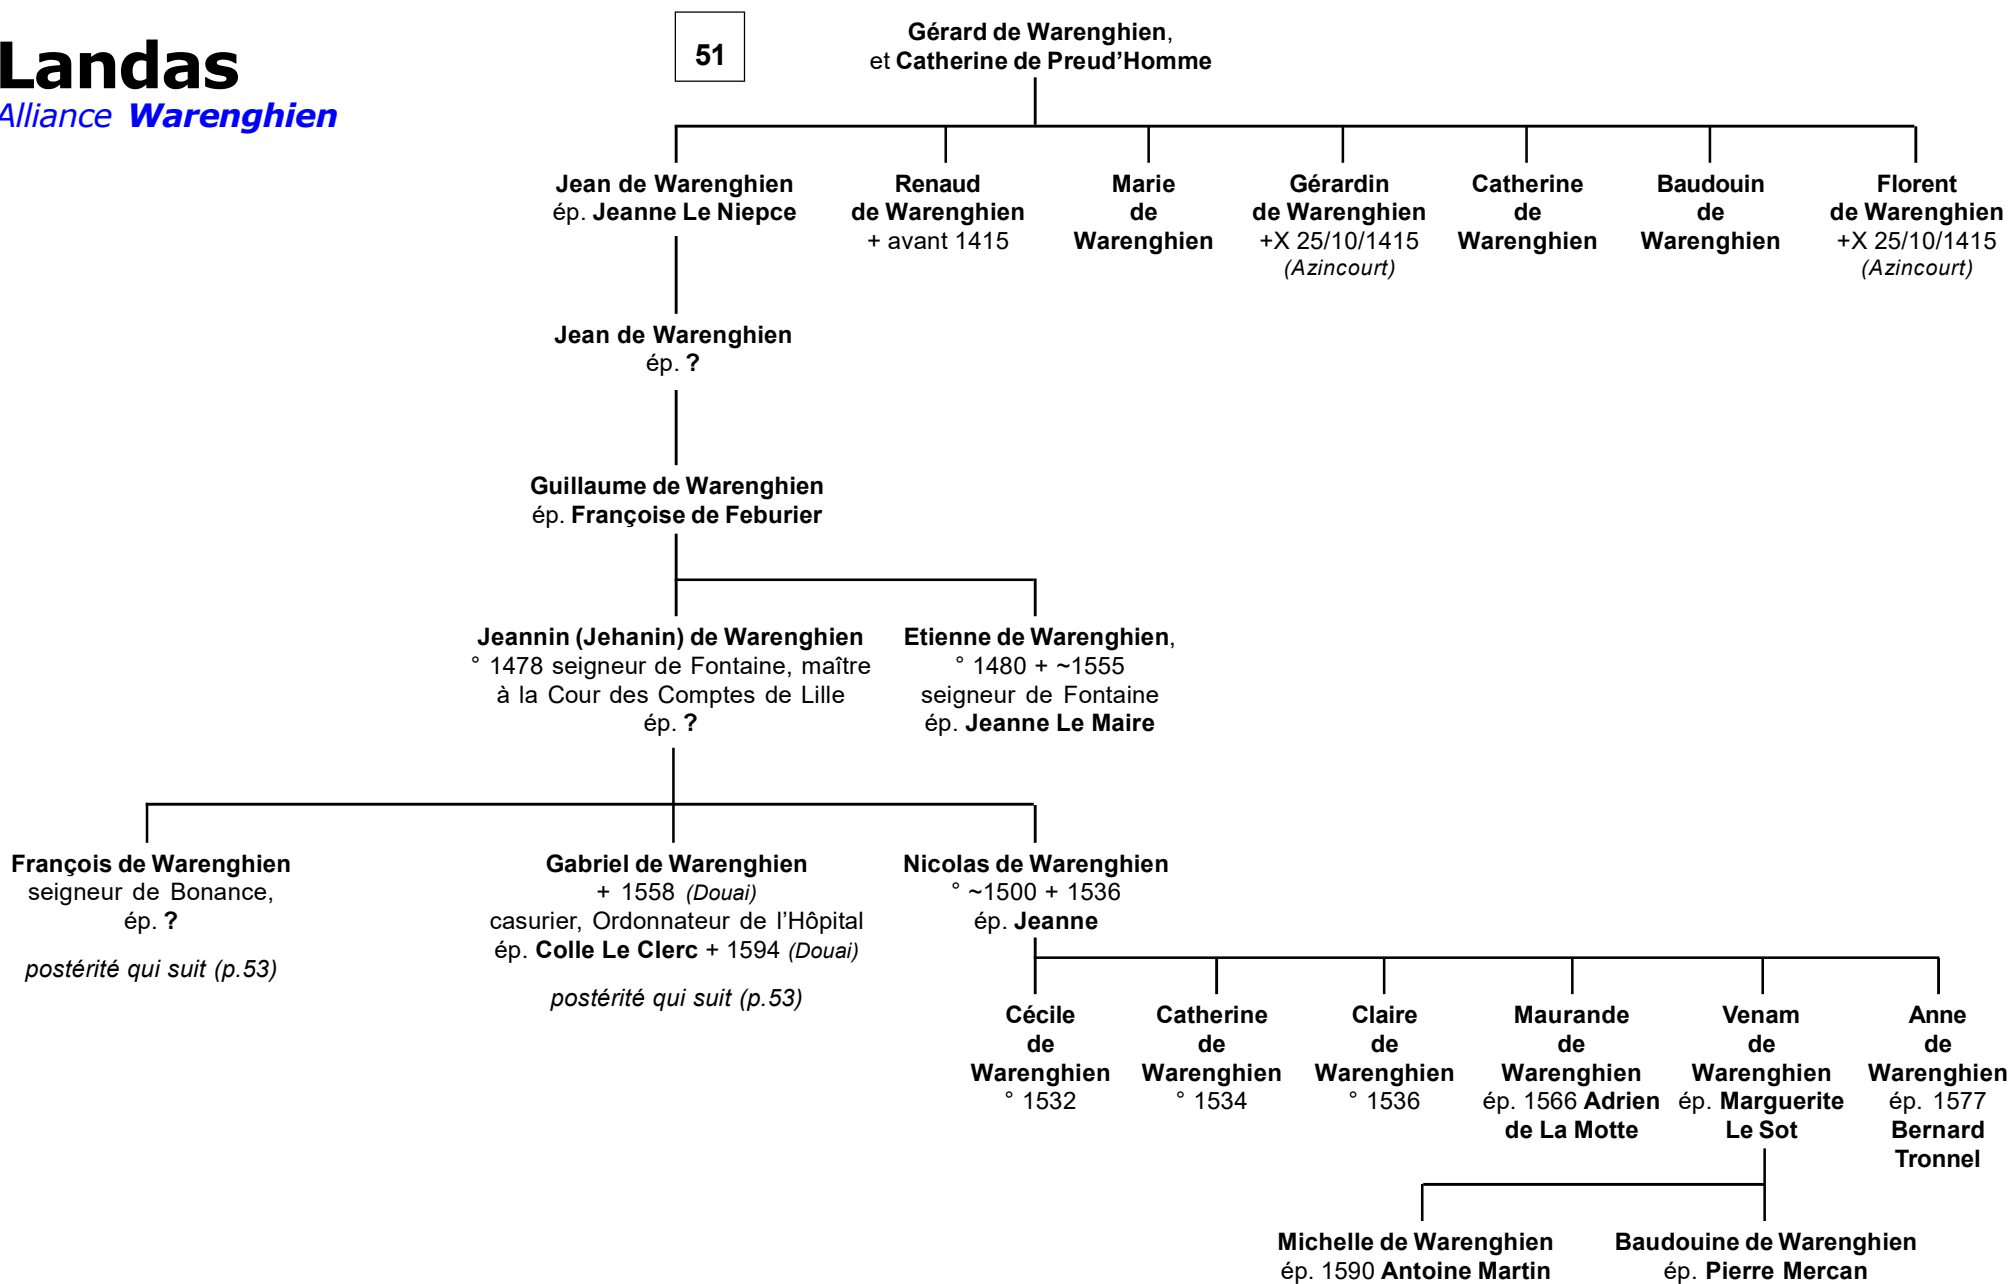 Landas
Alliance Warenghien
51
Gérard de Warenghien,
et Catherine de Preud'Homme
Jean de Warenghien
ép. Jeanne Le Niepce
Renaud
de Warenghien
+ avant 1415
Marie
de
Warenghien
Gérardin
de Warenghien
+X 25/10/1415
(Azincourt)
Catherine
de
Warenghien
Baudouin
de
Warenghien
Florent
de Warenghien
+X 25/10/1415
(Azincourt)
Jean de Warenghien
ép. ?
Guillaume de Warenghien
ép. Françoise de Feburier
Jeannin (Jehanin) de Warenghien
° 1478 seigneur de Fontaine, maître
à la Cour des Comptes de Lille
ép. ?
Etienne de Warenghien,
° 1480 + ~1555
seigneur de Fontaine
ép. Jeanne Le Maire
François de Warenghien
seigneur de Bonance,
ép. ?
postérité qui suit (p.53)
Gabriel de Warenghien
+ 1558 (Douai)
casurier, Ordonnateur de l'Hôpital
ép. Colle Le Clerc + 1594 (Douai)
postérité qui suit (p.53)
Nicolas de Warenghien
° ~1500 + 1536
ép. Jeanne
Cécile
de
Warenghien
° 1532
Catherine
de
Warenghien
° 1534
Claire
de
Warenghien
° 1536
Maurande
de
Warenghien
ép. 1566 Adrien
de La Motte
Venam
de
Warenghien
ép. Marguerite
Le Sot
Anne
de
Warenghien
ép. 1577
Bernard
Tronnel
Michelle de Warenghien
ép. 1590 Antoine Martin
Baudouine de Warenghien
ép. Pierre Mercan